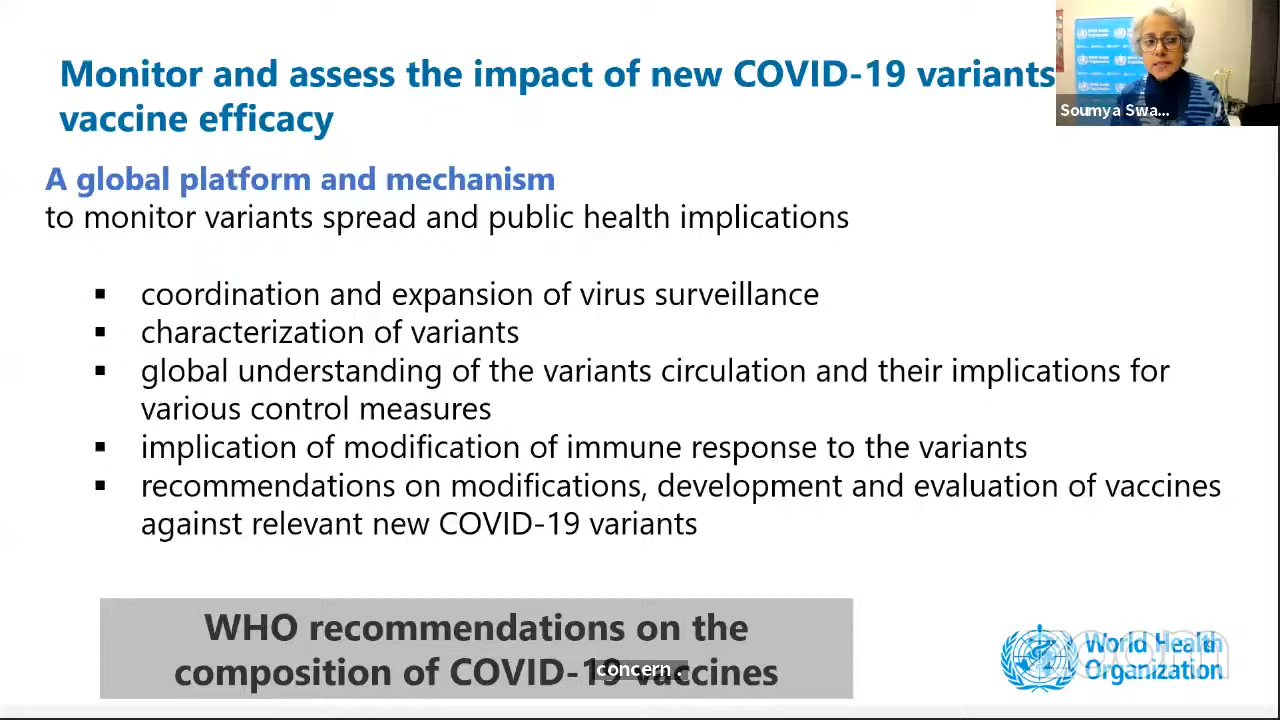 Monitor and assess the impact of new COVID-19 variants
vaccine efficacy
Soumya Swa...
A global platform and mechanism
to monitor variants spread and public health implications
▪ coordination and expansion of virus surveillance
▪ characterization of variants
▪ global understanding of the variants circulation and their implications for
various control measures
▪ implication of modification of immune response to the variants
▪ recommendations on modifications, development and evaluation of vaccines
against relevant new COVID-19 variants
WHO recommendations on the
composition of COVID-19 vaccines
concern .
World Health
Organization
zoom